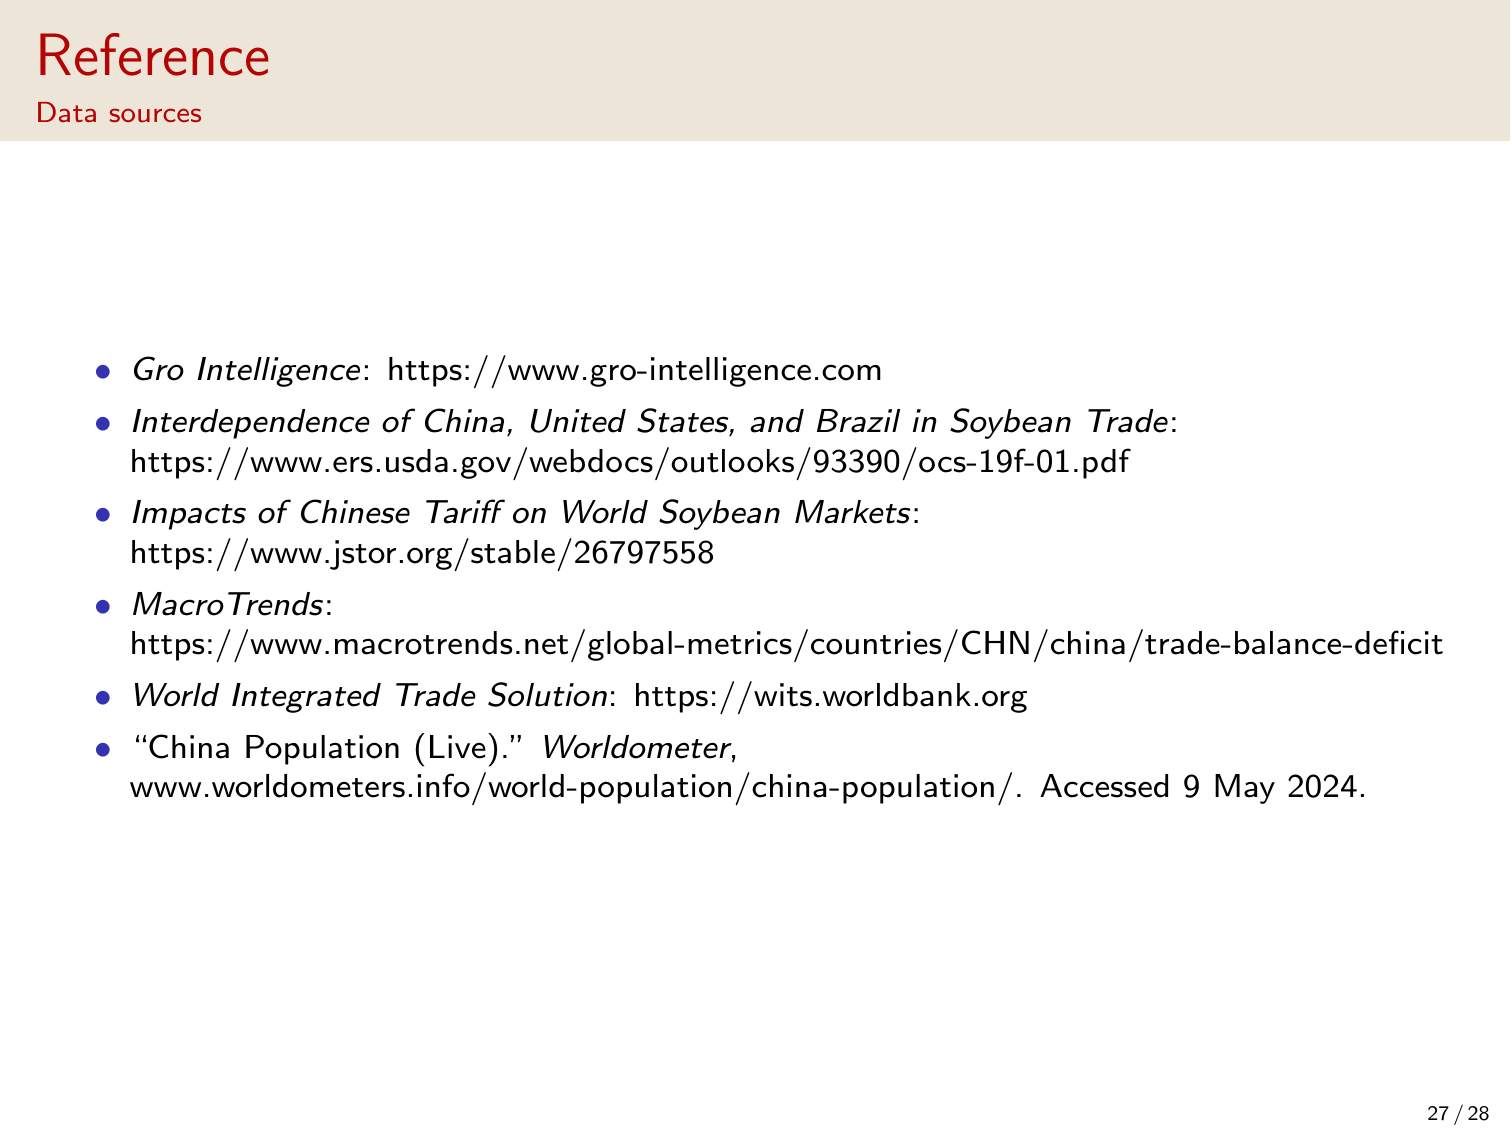 Reference
Data sources
• Gro Intelligence: https://www.gro-intelligence.com
• Interdependence of China, United States, and Brazil in Soybean Trade:
https://www.ers.usda.gov/webdocs/outlooks/93390/ocs-19f-01.pdf
• Impacts of Chinese Tariff on World Soybean Markets:
https://www.jstor.org/stable/26797558
• MacroTrends:
https://www.macrotrends.net/global-metrics/countries/CHN/china/trade-balance-deficit
• World Integrated Trade Solution: https://wits.worldbank.org
• “China Population (Live).” Worldometer,
www.worldometers.info/world-population/china-population/. Accessed 9 May 2024.
27 / 28